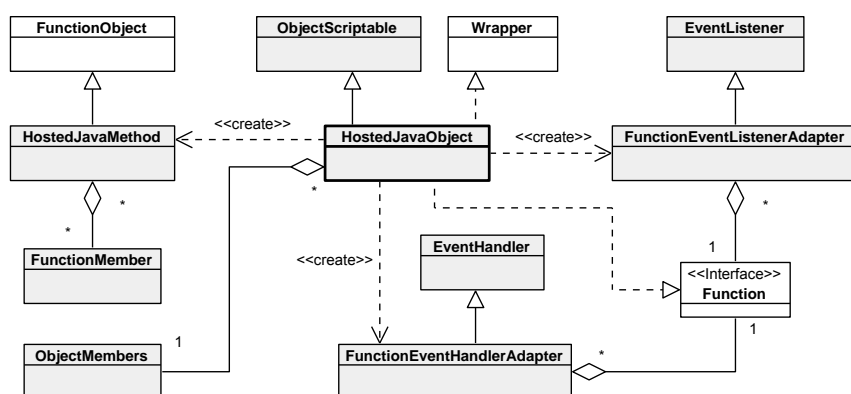 FunctionObject
ObjectScriptable
Wrapper
EventListener
<<create>>
<<create>>
HostedJavaMethod
HostedJavaObject
FunctionEventListenerAdapter
*
*
*
*
FunctionMember
<<create>>
EventHandler
1
<<Interface>>
Function
1
1
*
ObjectMembers
FunctionEventHandlerAdapter